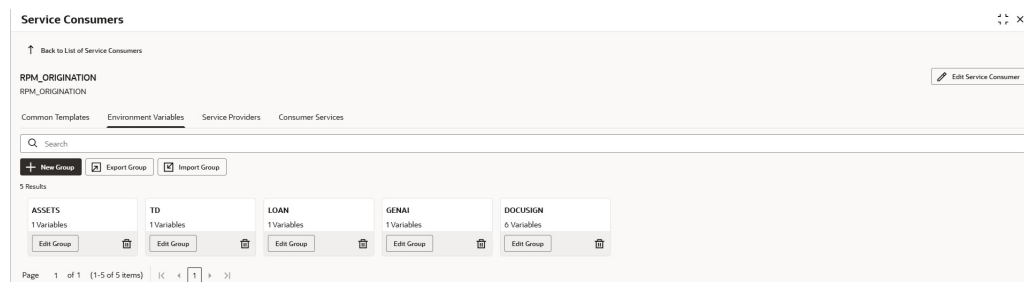 Service Consumers
Back to List of Service Consumers
RPM_ORIGINATION
RPM_ORIGINATION
Edit Service Consumer
Common Templates Environment Variables Service Providers Consumer Services
Search
New Group Export Group Import Group
5 Results
ASSETS TD LOAN GENAI DOCUSIGN
1 Variables 1 Variables 1 Variables 1 Variables 6 Variables
Edit Group Edit Group Edit Group Edit Group Edit Group
Page 1 of 1 (1-5 of 5 items) 1